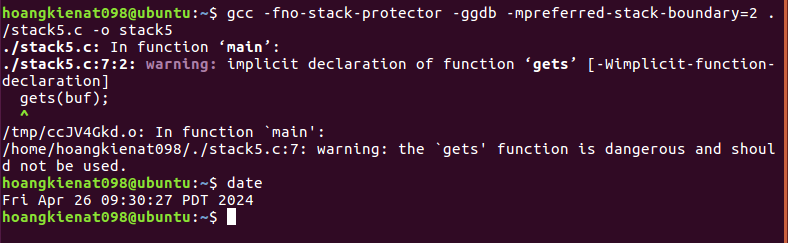 hoangkienat098@ubuntu:~$ gcc -fno-stack-protector -ggdb -mpreferred-stack-boundary=2 .
/stack5.c -o stack5
./stack5.c: In function ‘main’:
./stack5.c:7:2: warning: implicit declaration of function ‘gets’ [-Wimplicit-function-
declaration]
  gets(buf);
  ^
/tmp/ccJV4Gkd.o: In function `main':
/home/hoangkienat098/./stack5.c:7: warning: the `gets' function is dangerous and shoul
d not be used.
hoangkienat098@ubuntu:~$ date
Fri Apr 26 09:30:27 PDT 2024
hoangkienat098@ubuntu:~$